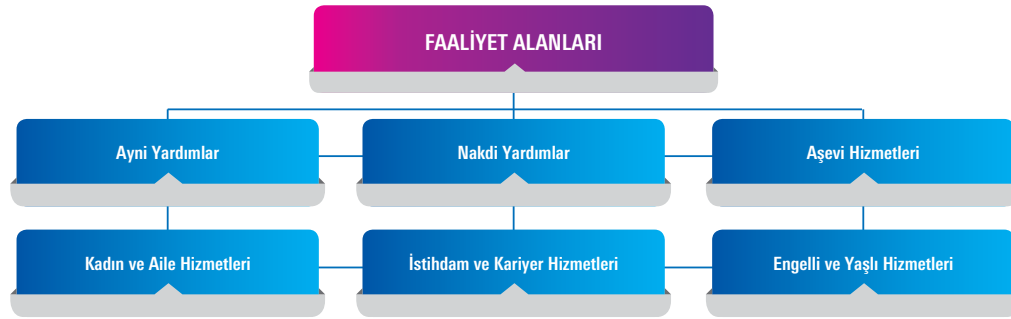 FAALİYET ALANLARI
Ayni Yardımlar
Nakdi Yardımlar
Aşevi Hizmetleri
Kadın ve Aile Hizmetleri
İstihdam ve Kariyer Hizmetleri
Engelli ve Yaşlı Hizmetleri